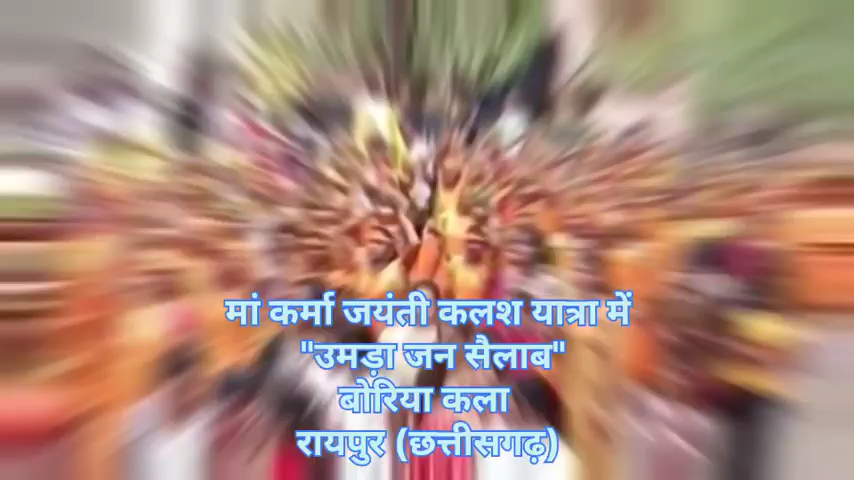 मां कर्मा जयंती कलश यात्रा में
"उमड़ा जन सैलाब"
बोरिया कला
रायपुर (छत्तीसगढ़)